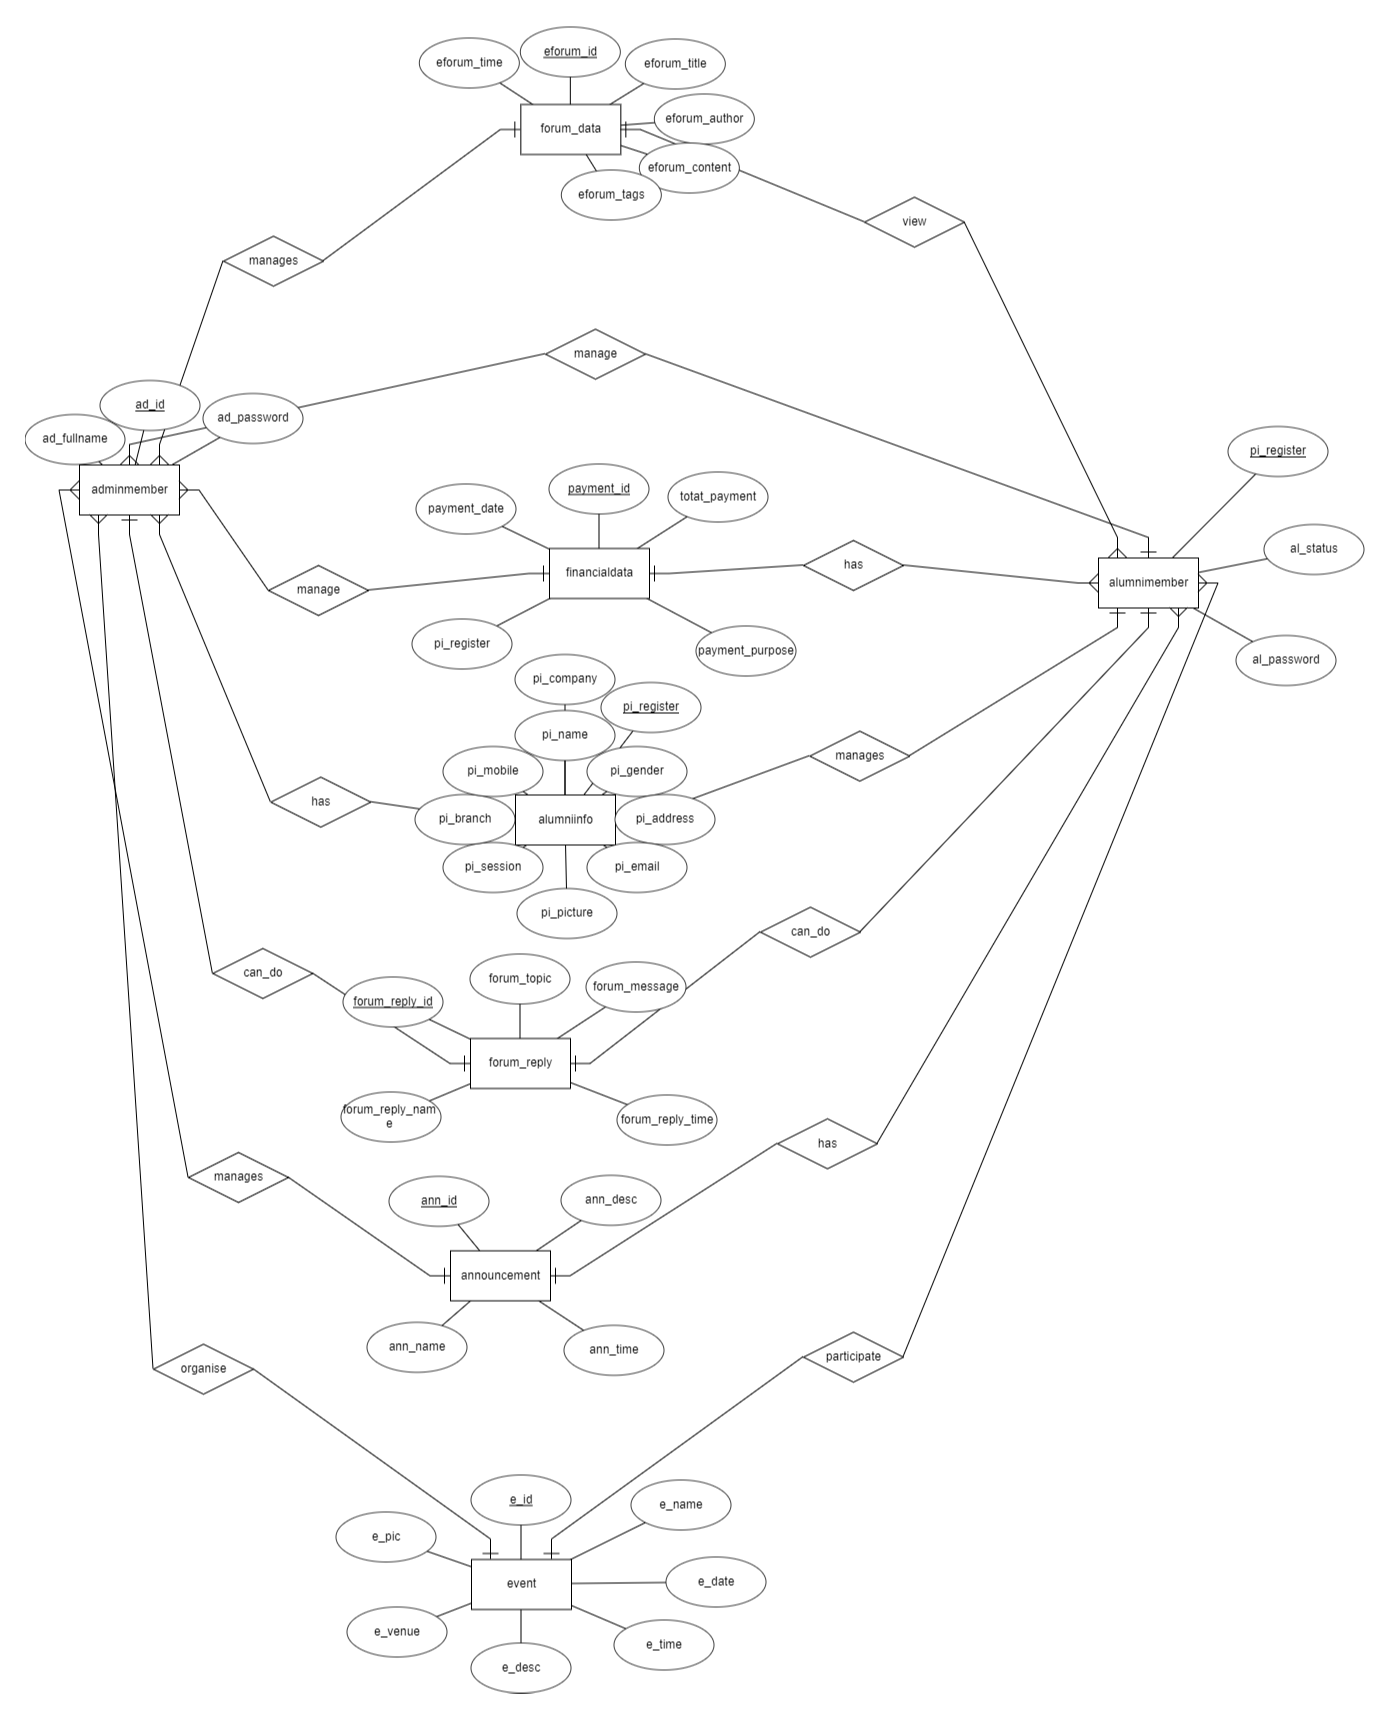 eforum_time
eforum_id
eforum_title
eforum_author
forum_data
eforum_content
eforum_tags
view
manages
manage
ad_id
ad_password
ad_fullname
adminmember
pi_register
al_status
alumnimember
al_password
payment_date
payment_id
totat_payment
financialdata
has
manage
pi_register
payment_purpose
pi_company
pi_register
pi_name
pi_mobile
pi_gender
manages
has
pi_branch
alumniinfo
pi_address
pi_session
pi_email
pi_picture
can_do
can_do
forum_reply_id
forum_topic
forum_message
forum_reply
forum_reply_nam
e
forum_reply_time
has
manages
ann_id
ann_desc
announcement
ann_name
ann_time
organise
participate
e_id
e_name
e_pic
event
e_date
e_venue
e_time
e_desc